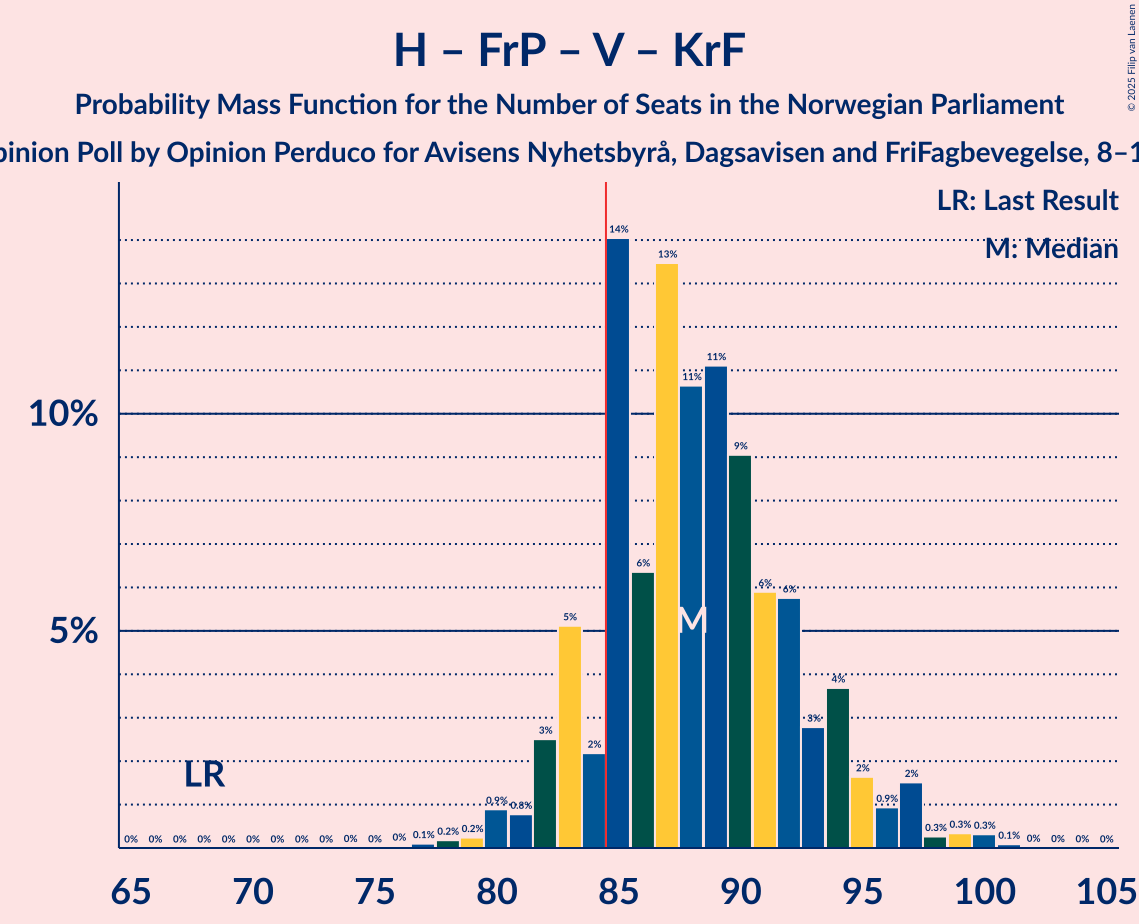 H – FrP – V – KrF
Probability Mass Function for the Number of Seats in the Norwegian Parliament
Opinion Poll by Opinion Perduco for Avisens Nyhetsbyrå, Dagsavisen and FriFagbevegelse, 8–1
© 2025 Filip van Laenen
LR: Last Result
M: Median
10%
5%
LR
M
0% 0% 0% 0% 0% 0% 0% 0% 0% 0% 0% 0% 0.1% 0.2% 0.2% 0.9% 0.8% 3% 5% 2% 14% 6% 13% 11% 11% 9% 6% 6% 3% 4% 2% 0.9% 2% 0.3% 0.3% 0.3% 0.1% 0% 0% 0% 0%
65 70 75 80 85 90 95 100 105